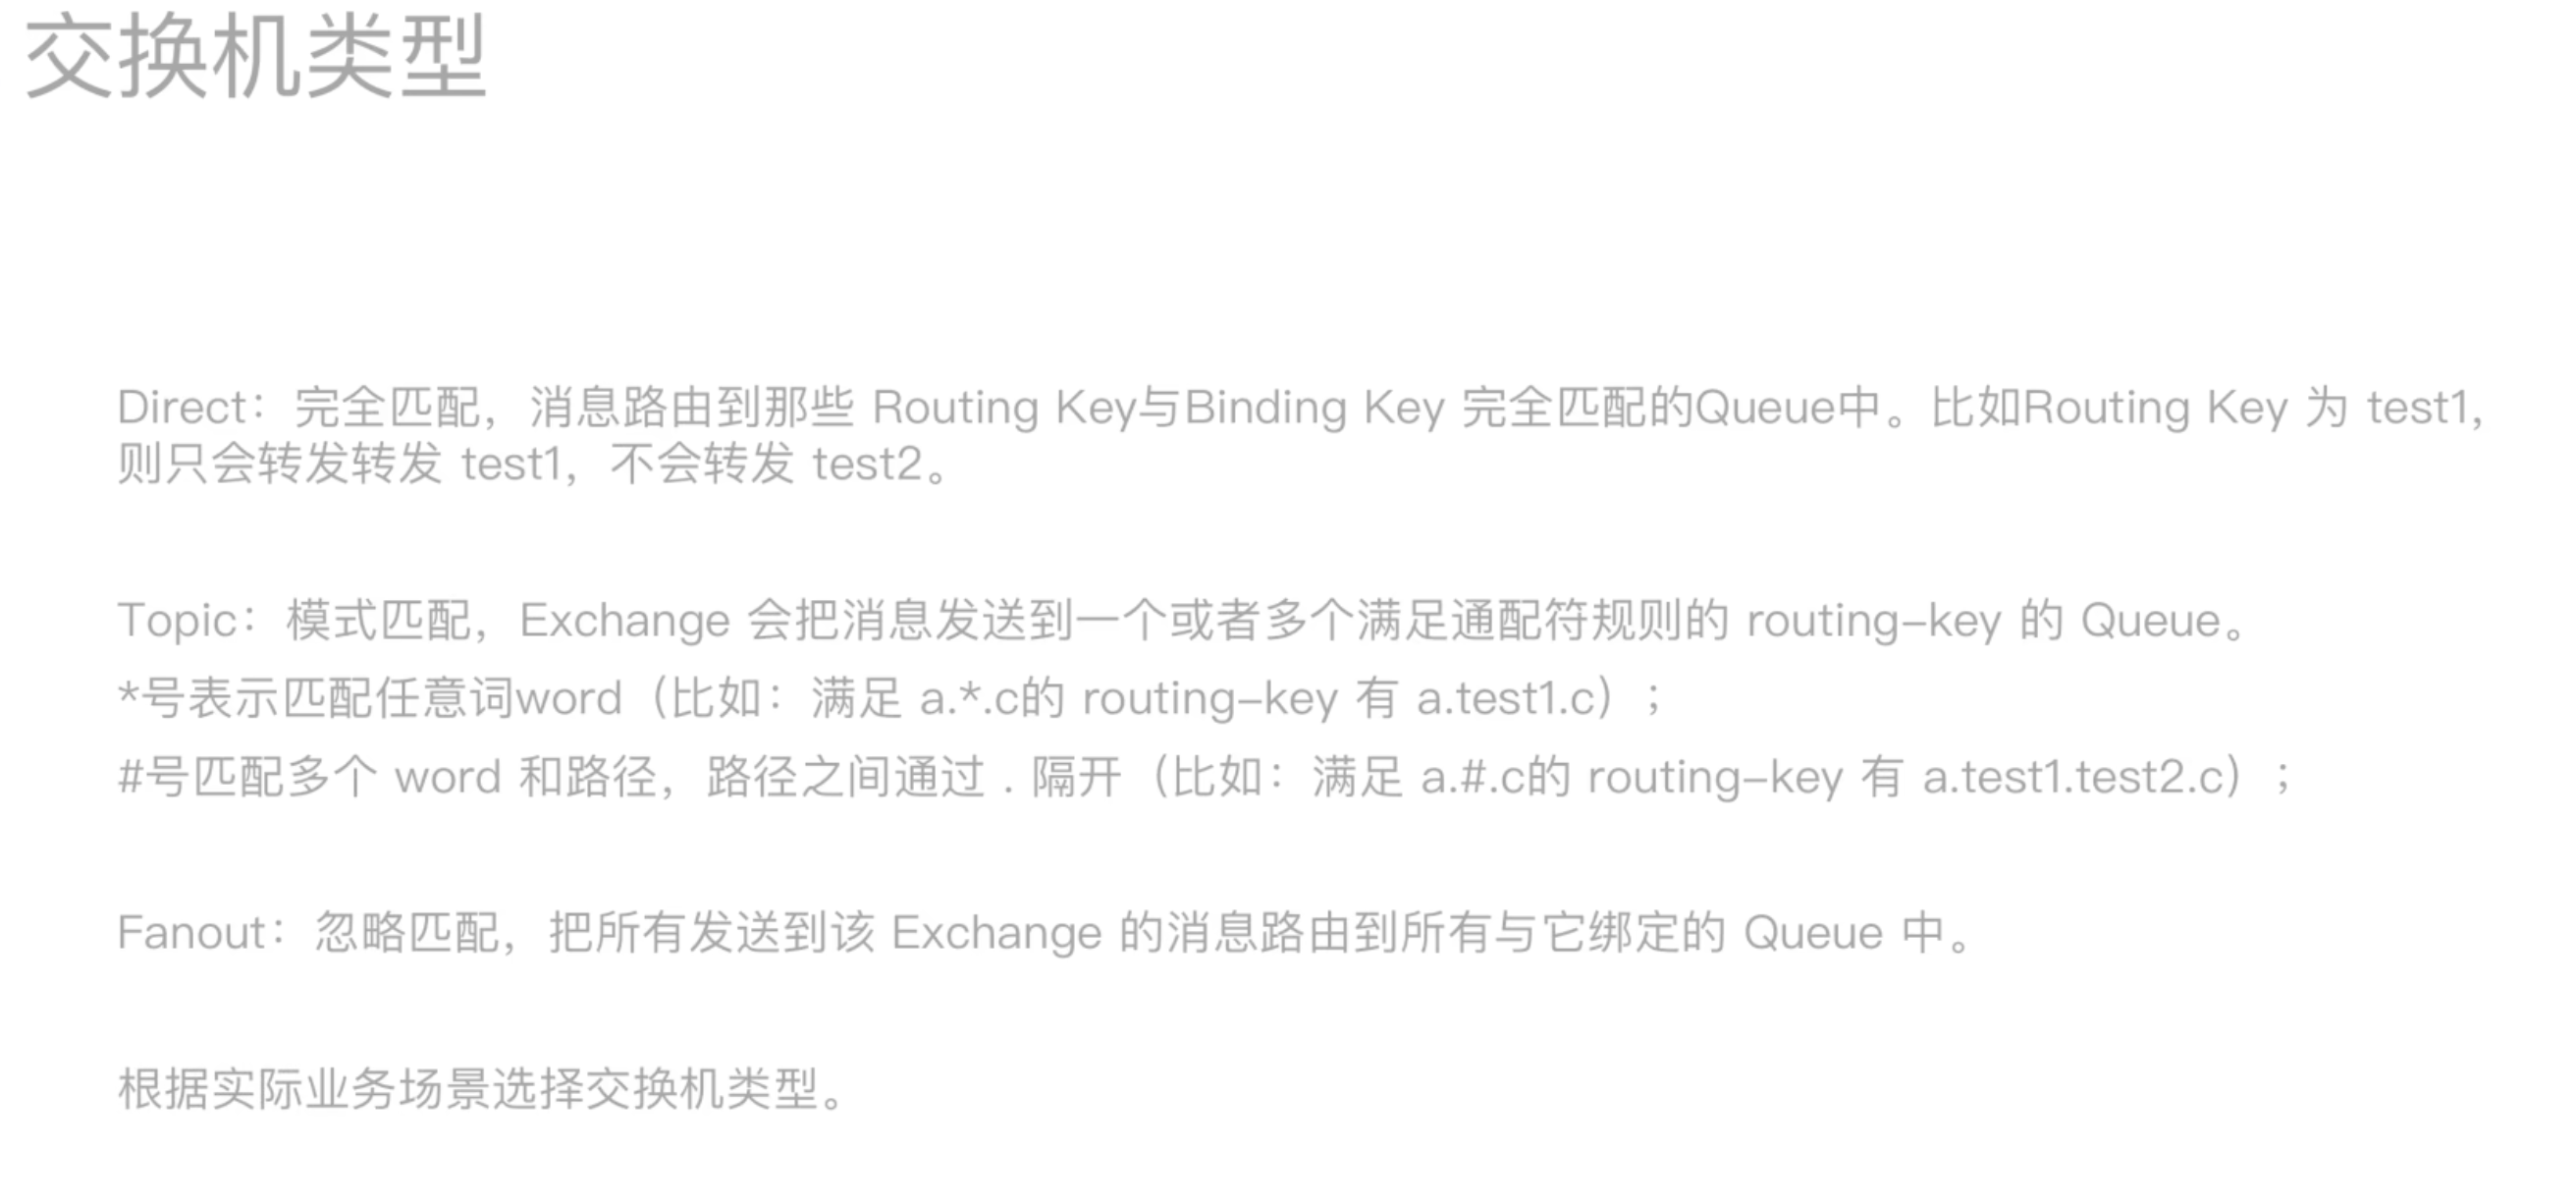 交换机类型
Direct：完全匹配，消息路由到那些 Routing Key与Binding Key 完全匹配的Queue中。比如Routing Key 为 test1,
则只会转发转发 test1，不会转发 test2。
Topic：模式匹配，Exchange 会把消息发送到一个或者多个满足通配符规则的 routing-key 的 Queue。
*号表示匹配任意词word（比如：满足 a.*.c的 routing-key 有 a.test1.c）；
#号匹配多个 word 和路径，路径之间通过 . 隔开（比如：满足 a.#.c的 routing-key 有 a.test1.test2.c）；
Fanout：忽略匹配，把所有发送到该 Exchange 的消息路由到所有与它绑定的 Queue 中。
根据实际业务场景选择交换机类型。